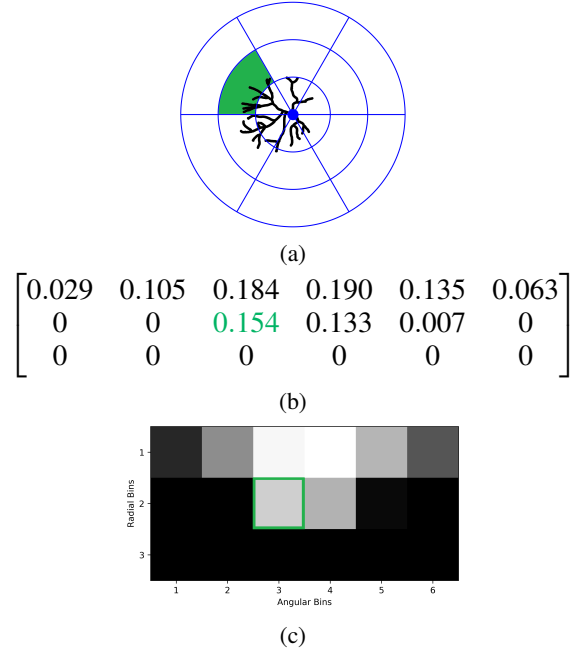 (a)
0.029 0.105 0.184 0.190 0.135 0.063
0 0 0.154 0.133 0.007 0
0 0 0 0 0 0
(b)
1
2
3
Radial Bins
1 2 3 4 5 6
Angular Bins
(c)